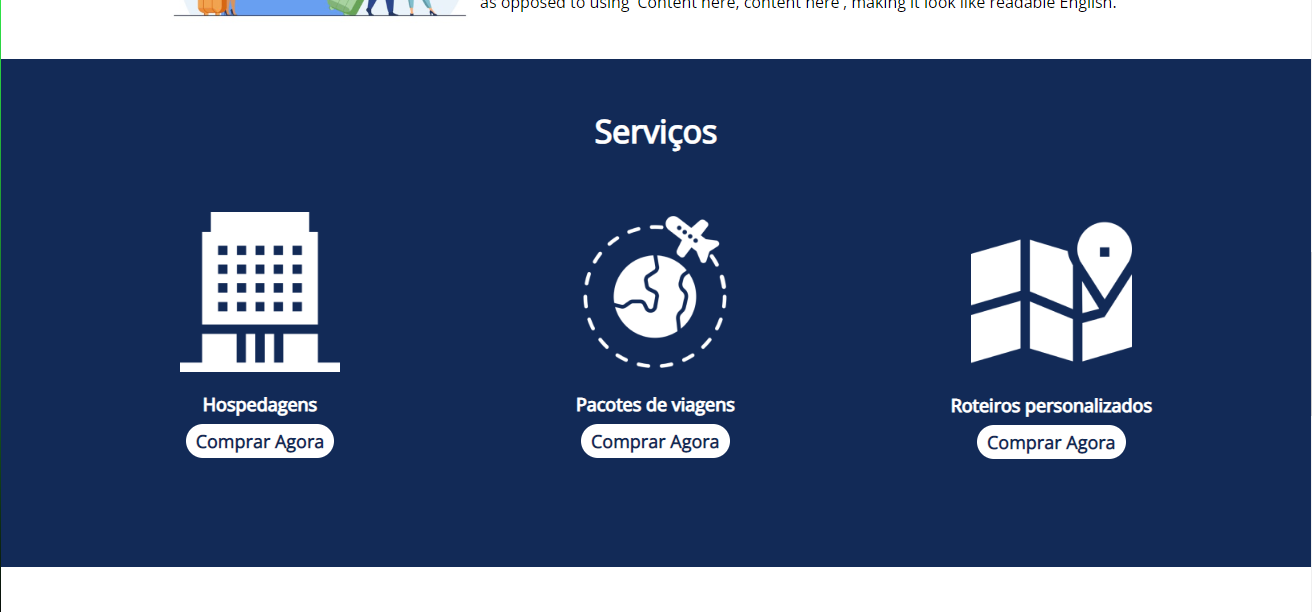 as opposed to using 'Content here, content here', making it look like readable English.
Serviços
Hospedagens
Pacotes de viagens
Roteiros personalizados
Comprar Agora
Comprar Agora
Comprar Agora